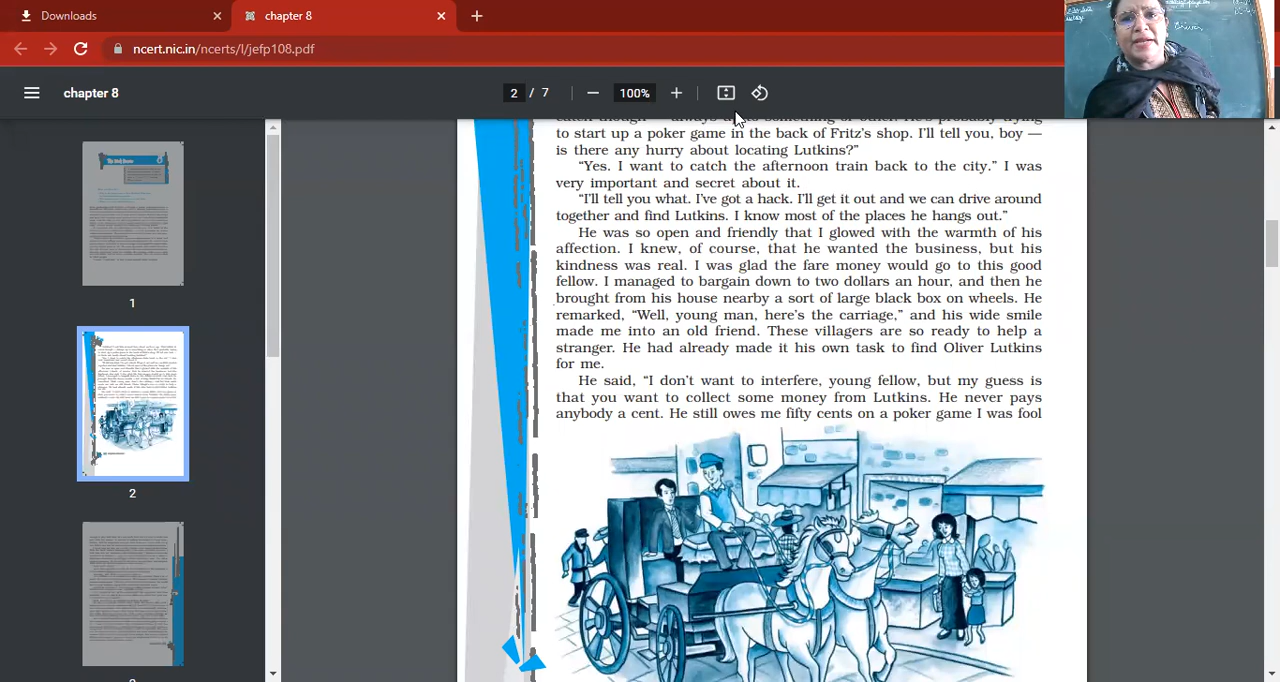 Downloads
chapter 8
ncert.nic.in/ncerts/l/jefp108.pdf
chapter 8
2 / 7
100%
to start up a poker game in the back of Fritz's shop. I'll tell you, boy —
is there any hurry about locating Lutkins?"
"Yes. I want to catch the afternoon train back to the city." I was
very important and secret about it.
"I'll tell you what. I've got a hack. I'll get it out and we can drive around
together and find Lutkins. I know most of the places he hangs out."
He was so open and friendly that I glowed with the warmth of his
affection. I knew, of course, that he wanted the business, but his
kindness was real. I was glad the fare money would go to this good
fellow. I managed to bargain down to two dollars an hour, and then he
brought from his house nearby a sort of large black box on wheels. He
remarked, "Well, young man, here's the carriage," and his wide smile
made me into an old friend. These villagers are so ready to help a
stranger. He had already made it his own task to find Oliver Lutkins
for me.
He said, "I don't want to interfere, young fellow, but my guess is
that you want to collect some money from Lutkins. He never pays
anybody a cent. He still owes me fifty cents on a poker game I was fool
1
2